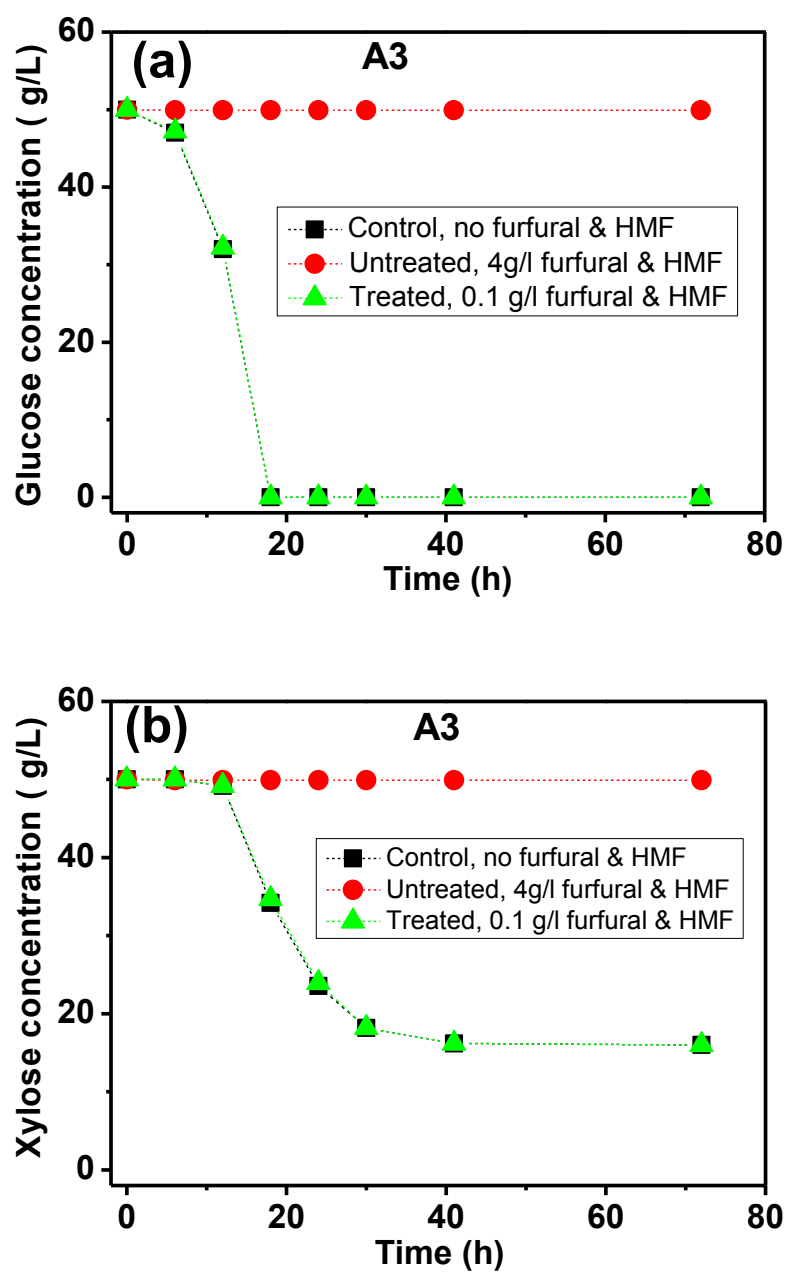 (a)
A3
60
40
20
0
Glucose concentration ( g/L)
Control, no furfural & HMF
Untreated, 4g/l furfural & HMF
Treated, 0.1 g/l furfural & HMF
0 20 40 60 80
Time (h)
(b)
A3
60
40
20
0
Xylose concentration ( g/L)
Control, no furfural & HMF
Untreated, 4g/l furfural & HMF
Treated, 0.1 g/l furfural & HMF
0 20 40 60 80
Time (h)